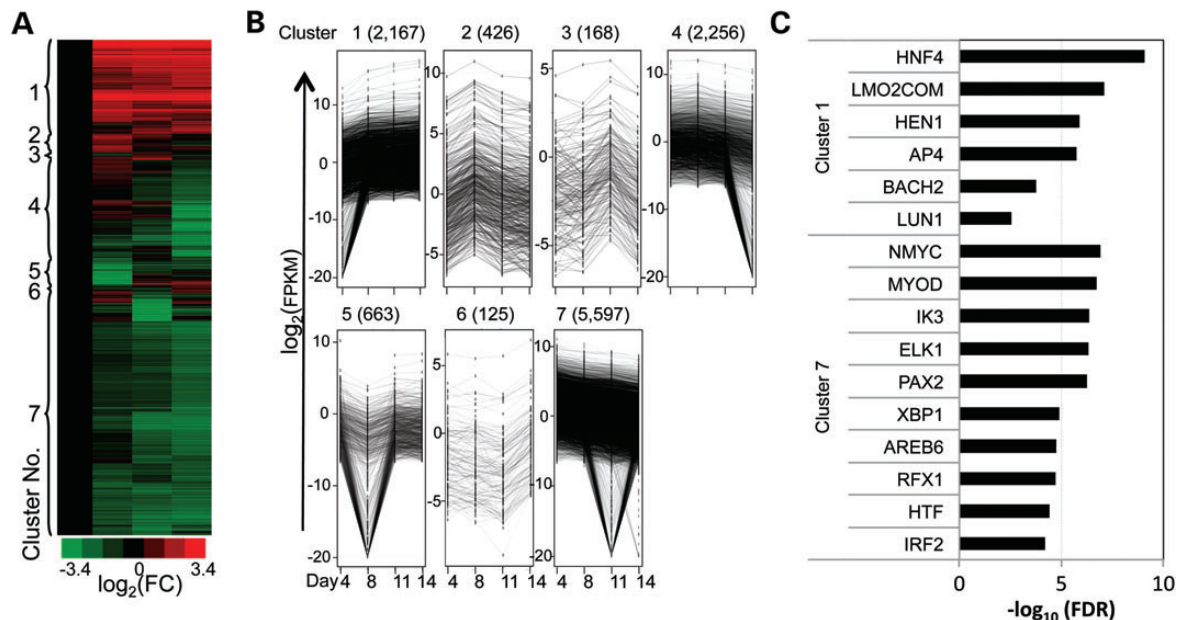 A
1
2
3
4
5
6
7
Cluster No.
-3.4 0 3.4
log2(FC)
B
Cluster 1 (2,167) 2 (426) 3 (168) 4 (2,256)
log2(FPKM)
10
0
-10
-20
10
5
0
-5
5
0
-5
10
0
-10
-20
5 (663) 6 (125) 7 (5,597)
10
0
-10
-20
5
0
-5
10
0
-10
-20
Day 4 8 11 14 4 8 11 14 4 8 11 14
C
Cluster 1
HNF4
LMO2COM
HEN1
AP4
BACH2
LUN1
Cluster 7
NMYC
MYOD
IK3
ELK1
PAX2
XBP1
AREB6
RFX1
HTF
IRF2
0 5 10
-log10 (FDR)